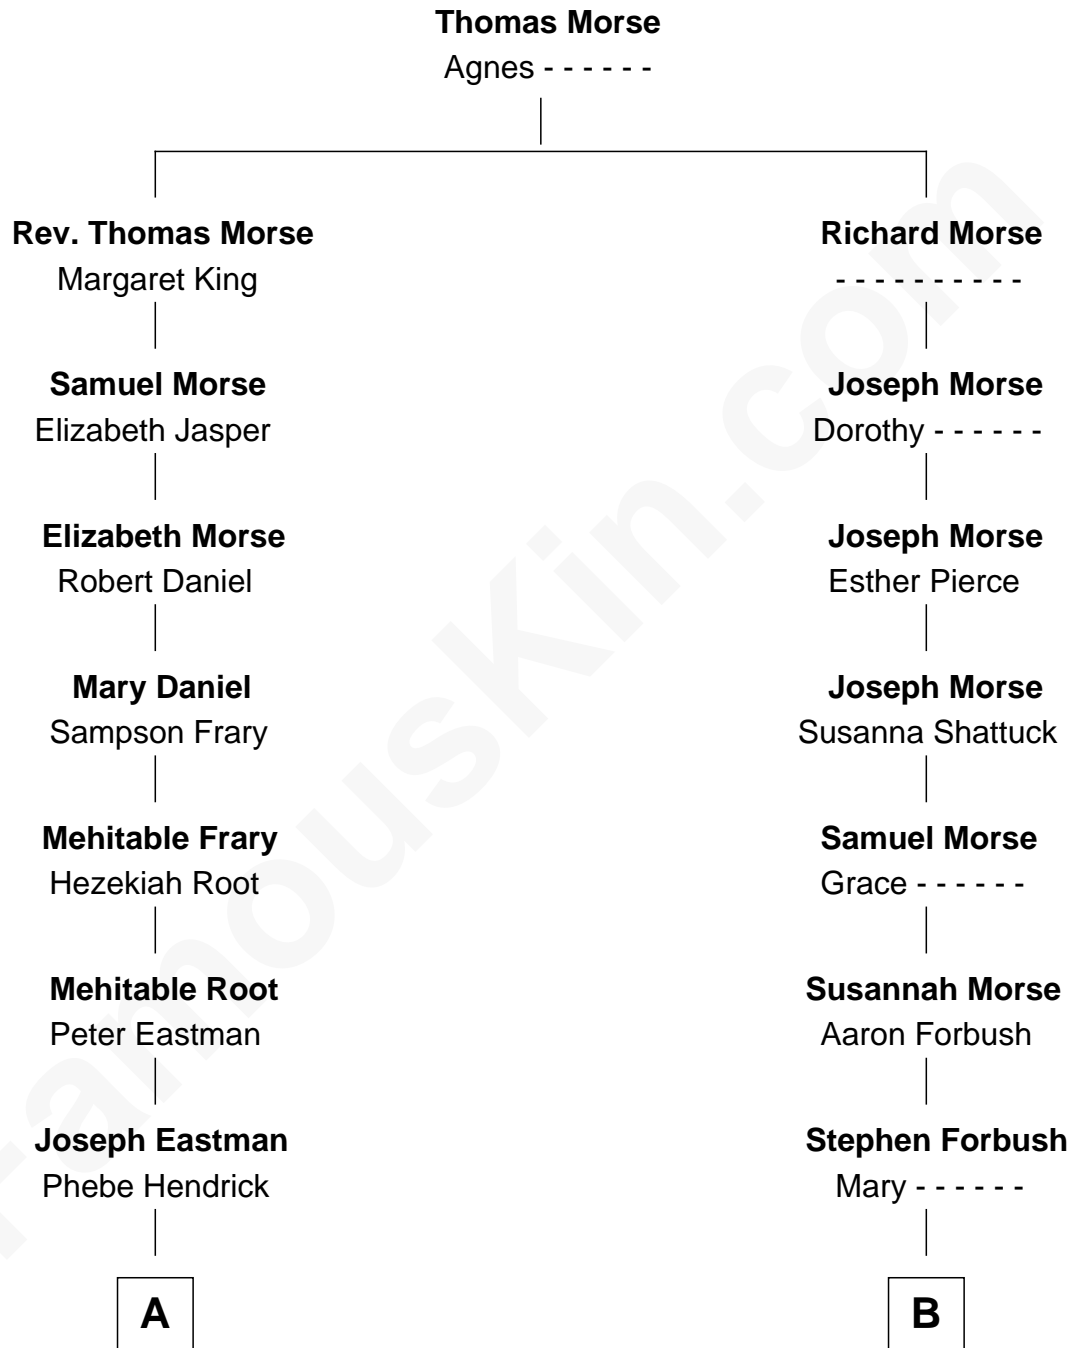 Thomas Morse
Agnes - - - - - -
Rev. Thomas Morse
Margaret King
Richard Morse
- - - - - - - - - -
Samuel Morse
Elizabeth Jasper
Joseph Morse
Dorothy - - - - - -
Elizabeth Morse
Robert Daniel
Joseph Morse
Esther Pierce
Mary Daniel
Sampson Frary
Joseph Morse
Susanna Shattuck
Mehitable Frary
Hezekiah Root
Samuel Morse
Grace - - - - - -
Mehitable Root
Peter Eastman
Susannah Morse
Aaron Forbush
Joseph Eastman
Phebe Hendrick
Stephen Forbush
Mary - - - - - -
A
B
FamousKin.com